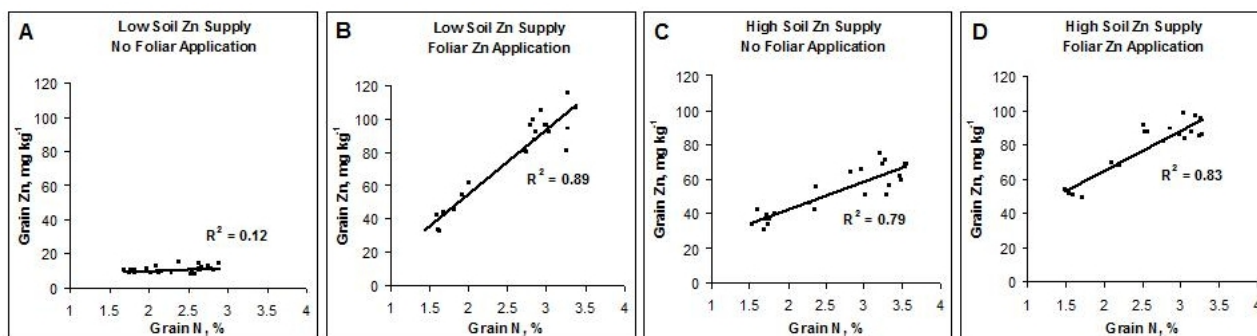 A
Low Soil Zn Supply
No Foliar Application
Grain Zn, mg kg-1
120
100
80
60
40
20
0
R2 = 0.12
1
1.5
2
2.5
3
3.5
4
Grain N, %
B
Low Soil Zn Supply
Foliar Zn Application
Grain Zn, mg kg-1
120
100
80
60
40
20
0
R2 = 0.89
1
1.5
2
2.5
3
3.5
4
Grain N, %
C
High Soil Zn Supply
No Foliar Application
Grain Zn, mg kg-1
120
100
80
60
40
20
0
R2 = 0.79
1
1.5
2
2.5
3
3.5
4
Grain N, %
D
High Soil Zn Supply
Foliar Zn Application
Grain Zn, mg kg-1
120
100
80
60
40
20
0
R2 = 0.83
1
1.5
2
2.5
3
3.5
4
Grain N, %